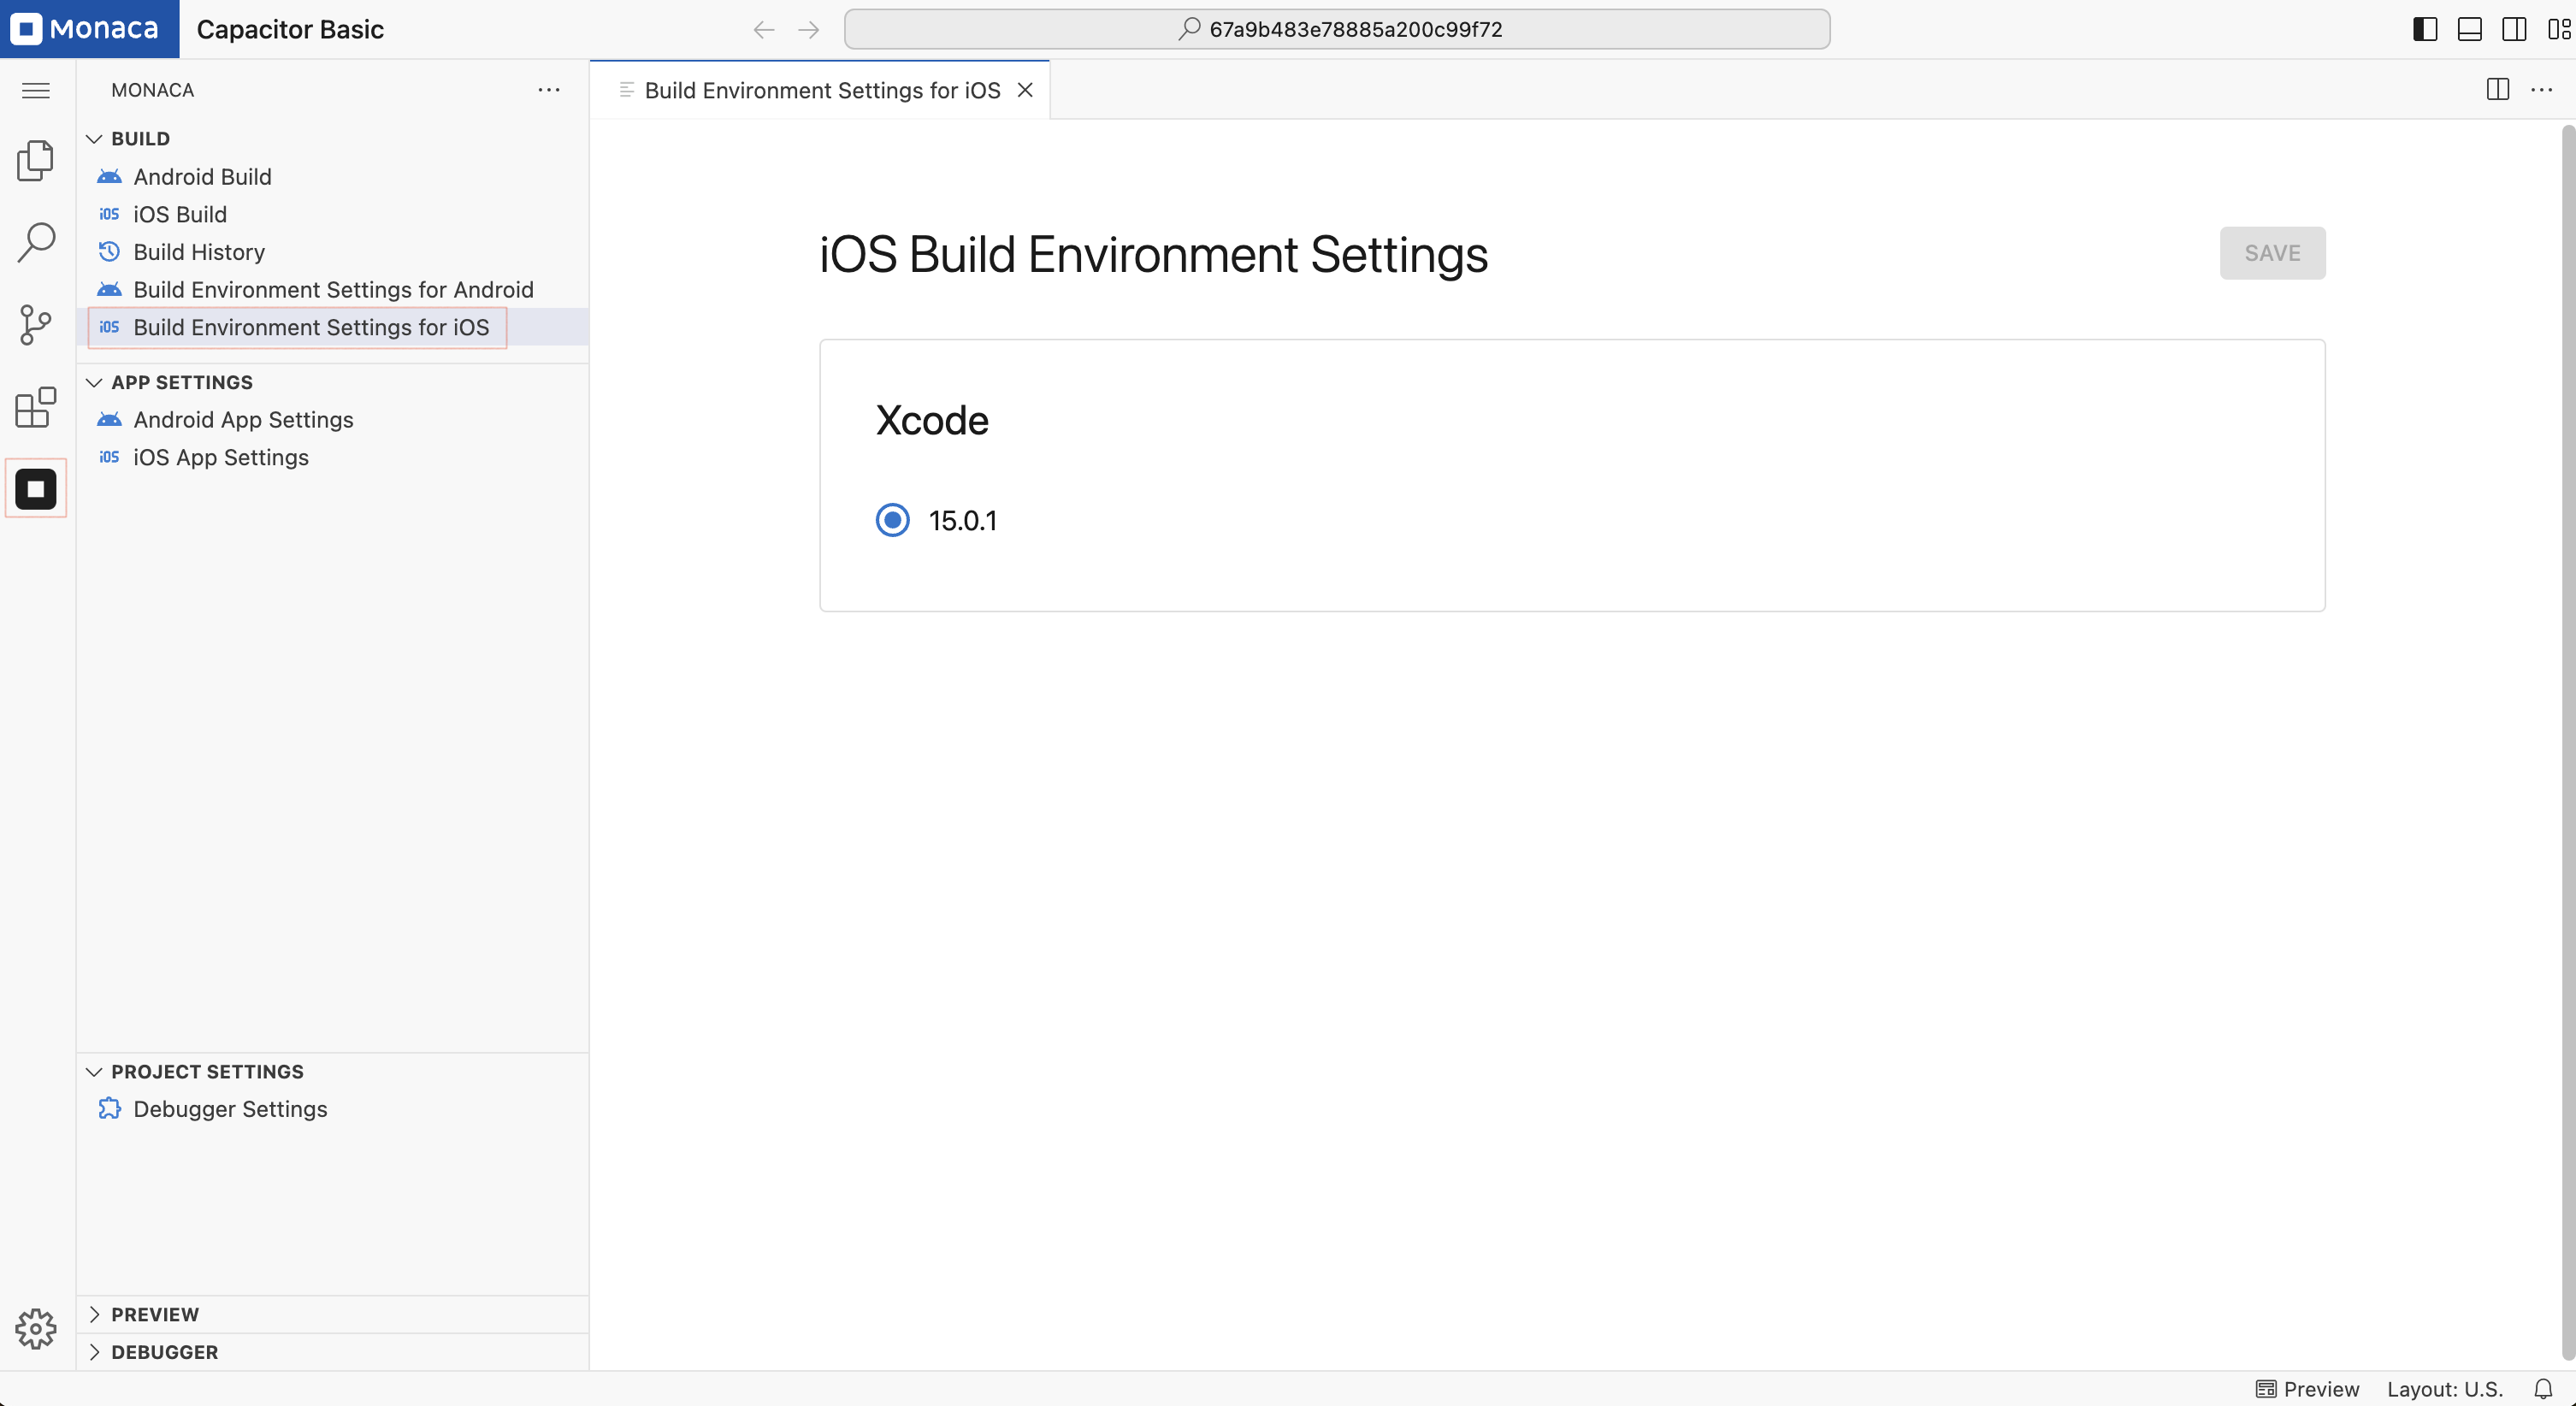 Monaca
Capacitor Basic
67a9b483e78885a200c99f72
MONACA
BUILD
Android Build
iOS Build
Build History
Build Environment Settings for Android
Build Environment Settings for iOS
APP SETTINGS
Android App Settings
iOS App Settings
PROJECT SETTINGS
Debugger Settings
PREVIEW
DEBUGGER
Build Environment Settings for iOS
iOS Build Environment Settings
SAVE
Xcode
15.0.1
Preview
Layout: U.S.